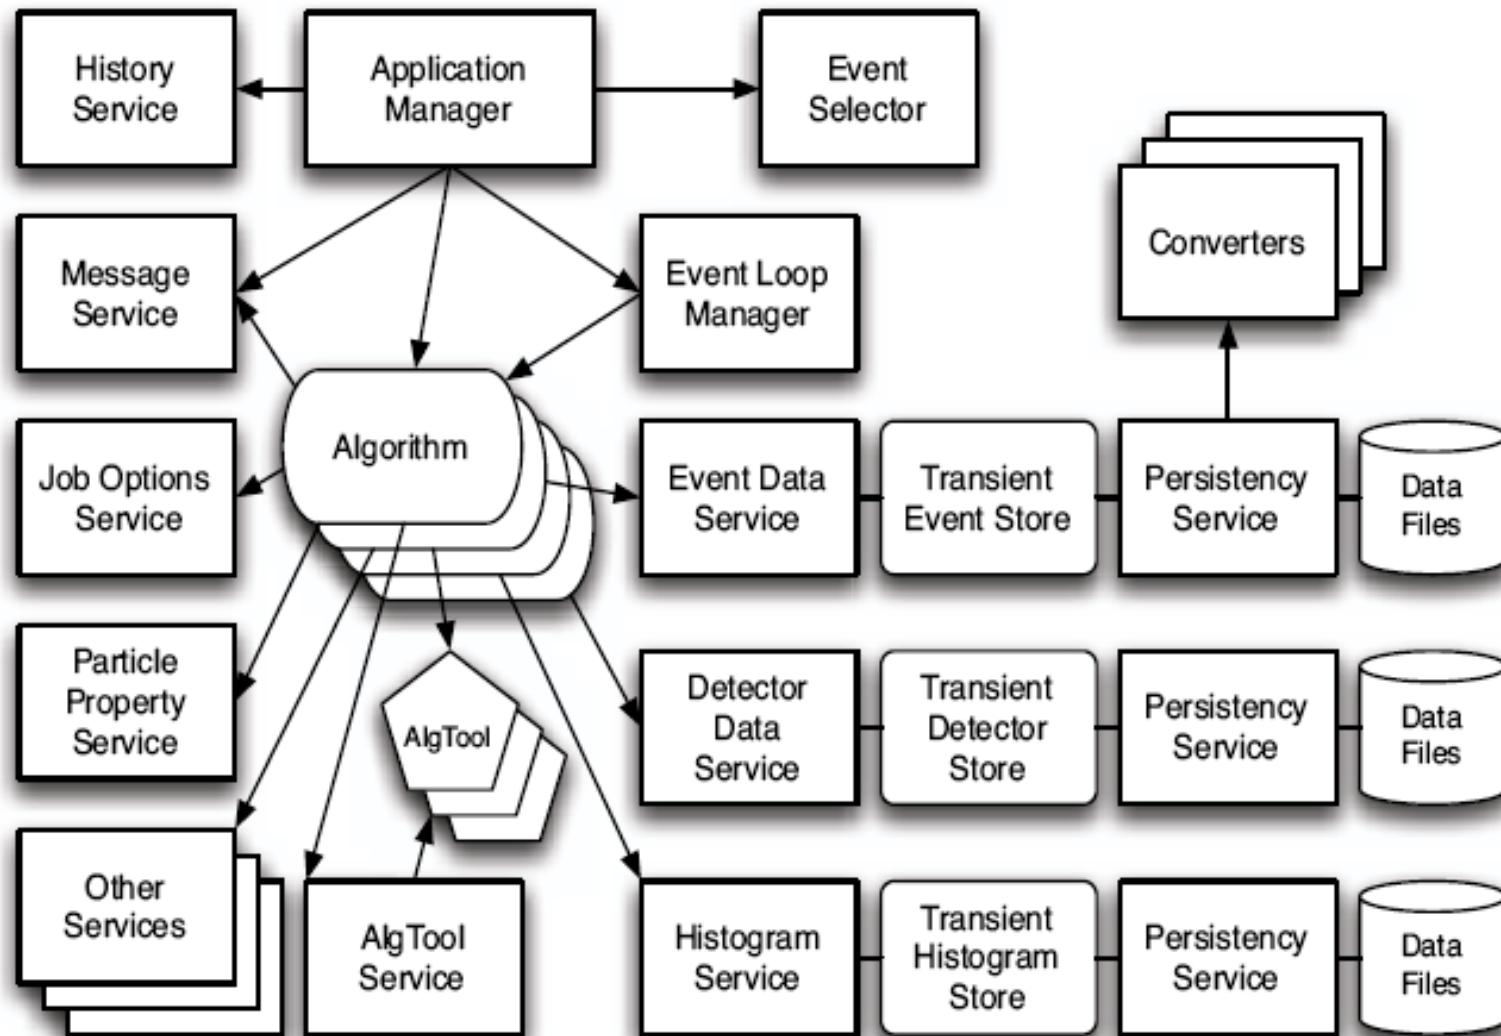 History
Service
Application
Manager
Event
Selector
Message
Service
Event Loop
Manager
Converters
Algorithm
Job Options
Service
Event Data
Service
Transient
Event Store
Persistency
Service
Data
Files
Particle
Property
Service
AlgTool
Detector
Data
Service
Transient
Detector
Store
Persistency
Service
Data
Files
Other
Services
AlgTool
Service
Histogram
Service
Transient
Histogram
Store
Persistency
Service
Data
Files